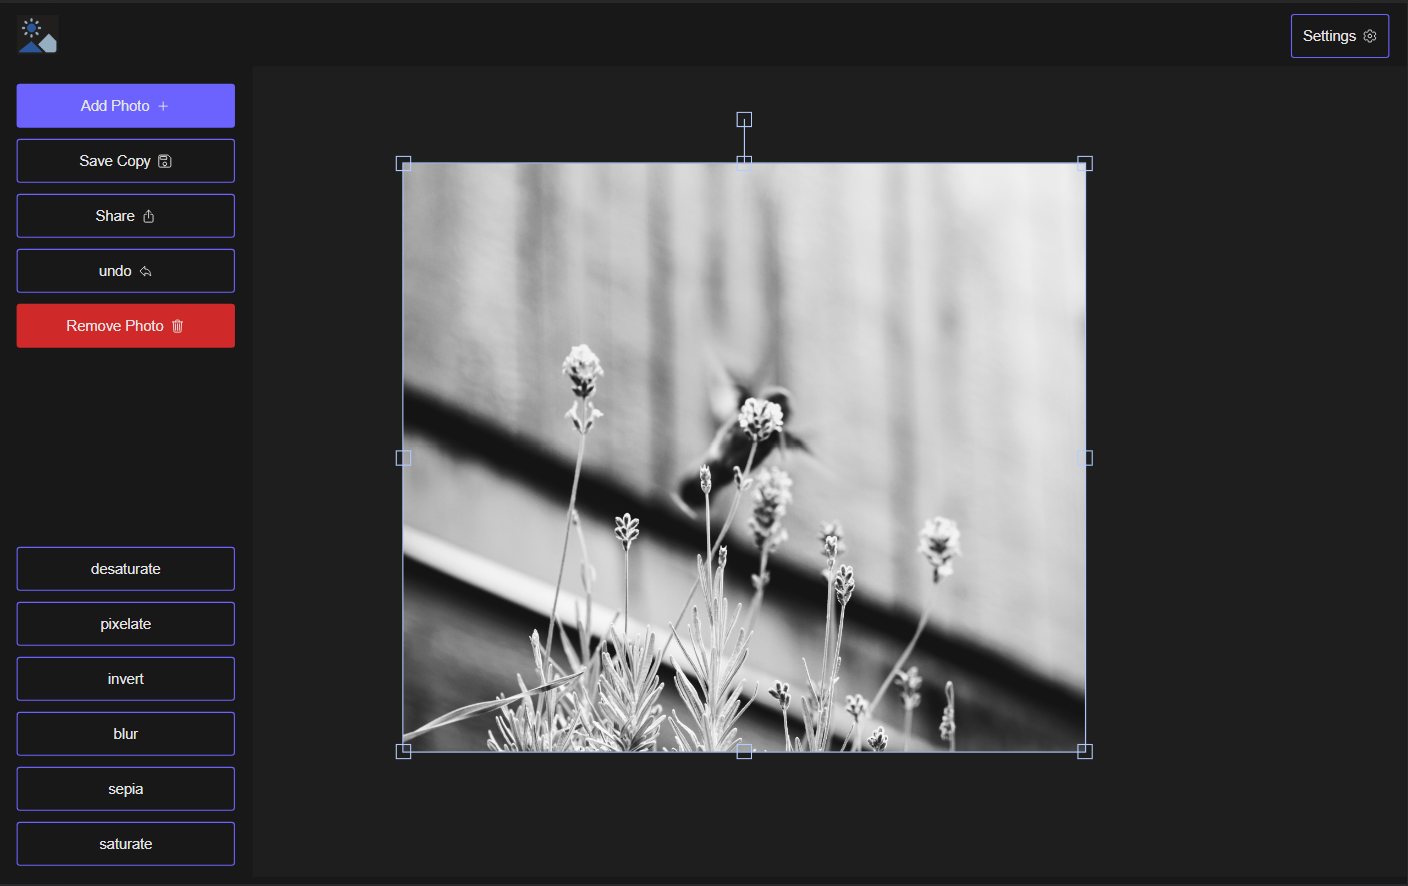 Settings
Add Photo
Save Copy
Share
undo
Remove Photo
desaturate
pixelate
invert
blur
sepia
saturate